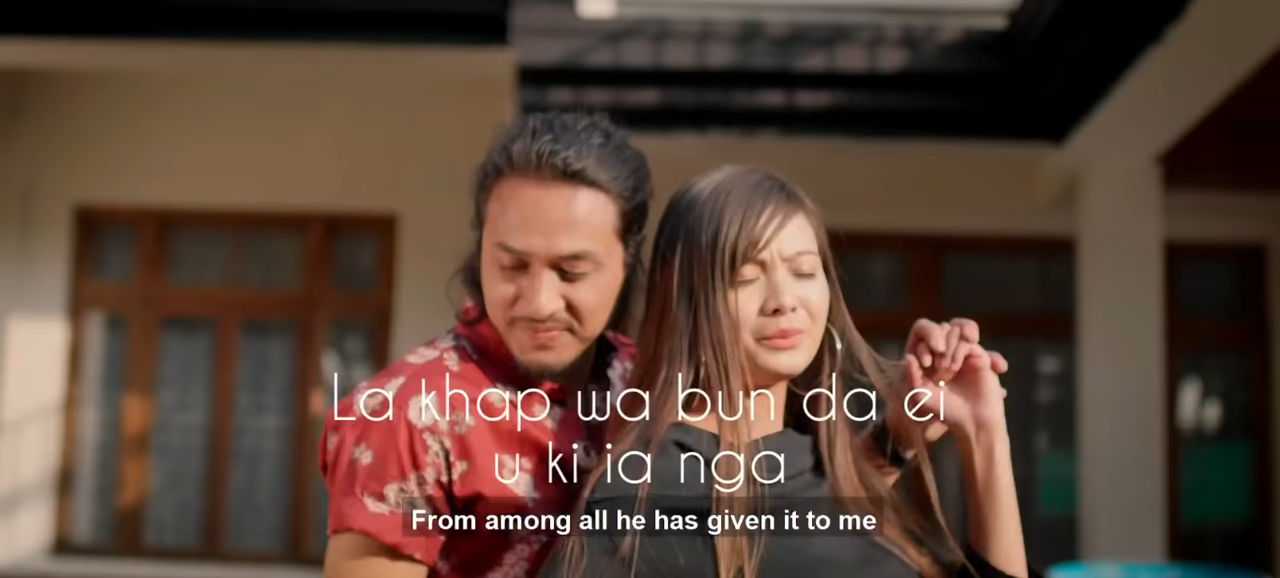 La khap wa bun da ei
u ki ia nga
From among all he has given it to me